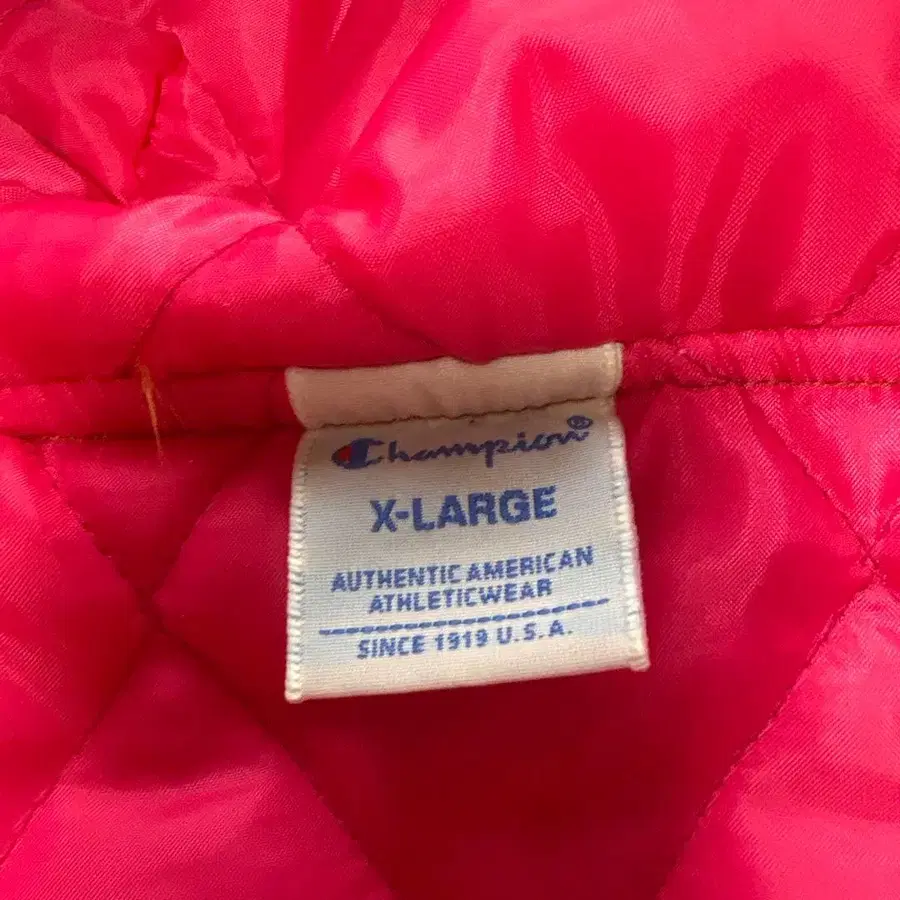 Champion®
X-LARGE
AUTHENTIC AMERICAN
ATHLETICWEAR
SINCE 1919 U.S.A.